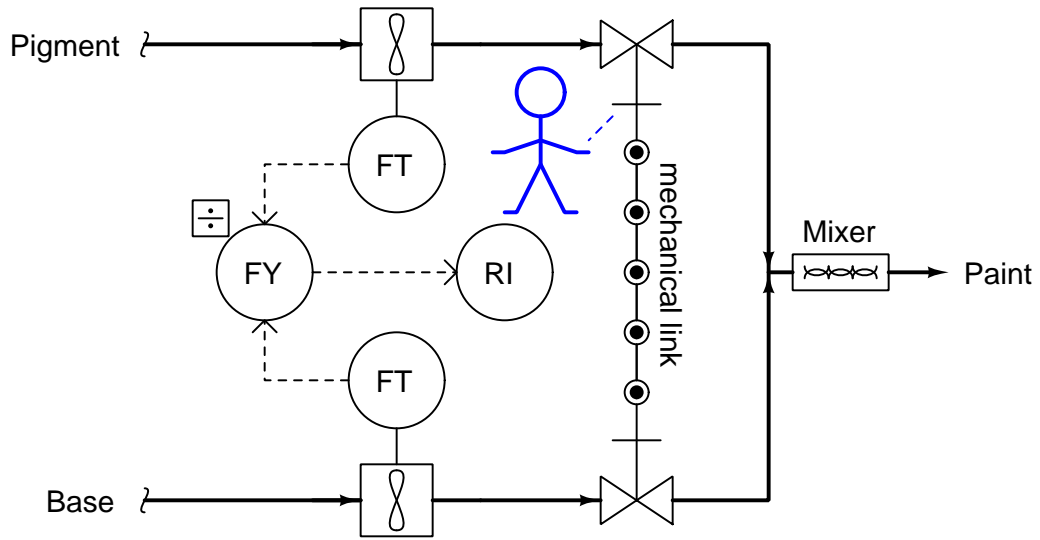 Pigment
FT
mechanical link
÷
FY
RI
Mixer
Paint
FT
Base